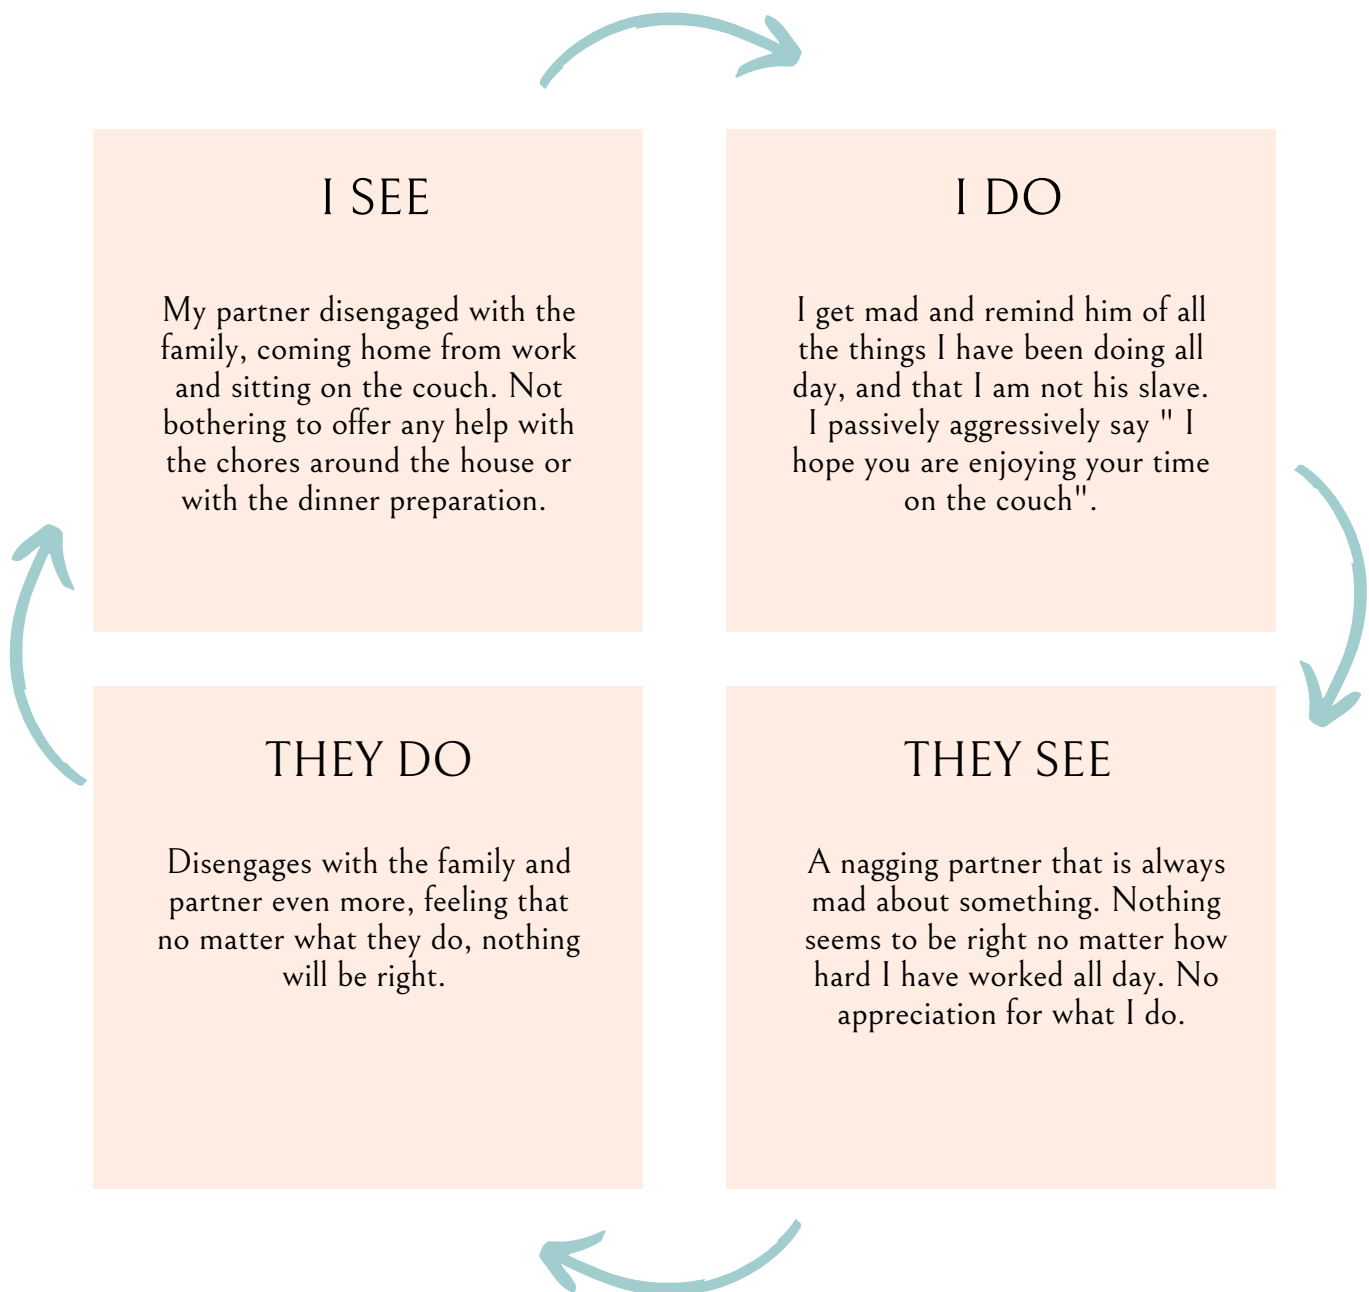 I SEE
My partner disengaged with the
family, coming home from work
and sitting on the couch. Not
bothering to offer any help with
the chores around the house or
with the dinner preparation.
I DO
I get mad and remind him of all
the things I have been doing all
day, and that I am not his slave.
I passively aggressively say " I
hope you are enjoying your time
on the couch".
THEY DO
Disengages with the family and
partner even more, feeling that
no matter what they do, nothing
will be right.
THEY SEE
A nagging partner that is always
mad about something. Nothing
seems to be right no matter how
hard I have worked all day. No
appreciation for what I do.